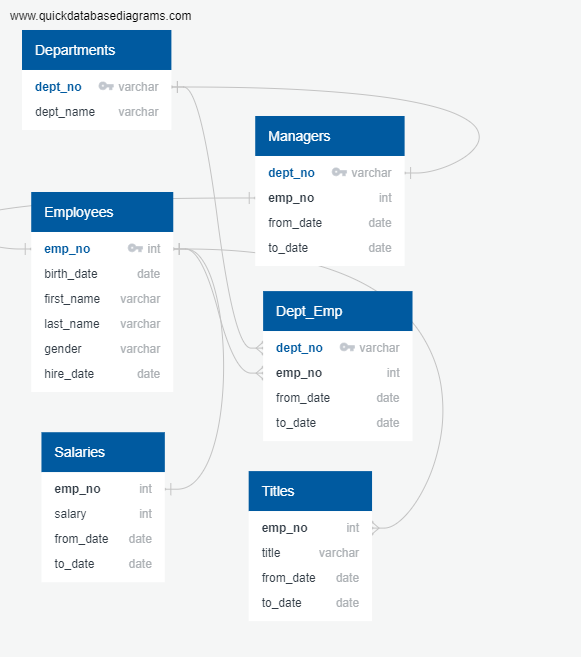 www.quickdatabasediagrams.com
Departments
dept_no varchar
dept_name varchar
Managers
dept_no varchar
emp_no int
from_date date
to_date date
Employees
emp_no int
birth_date date
first_name varchar
last_name varchar
gender varchar
hire_date date
Dept_Emp
dept_no varchar
emp_no int
from_date date
to_date date
Salaries
emp_no int
salary int
from_date date
to_date date
Titles
emp_no int
title varchar
from_date date
to_date date